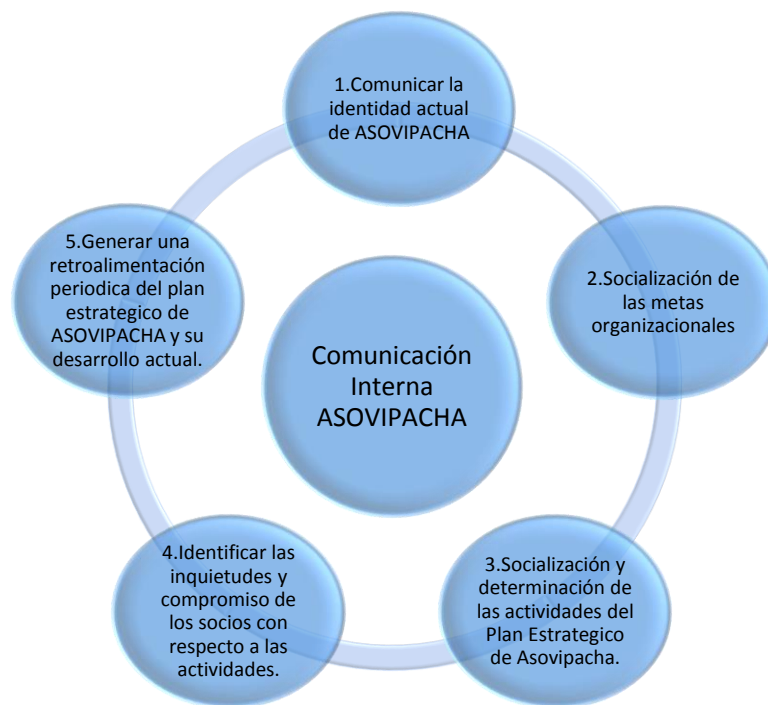 1.Comunicar la
identidad actual
de ASOVIPACHA
2.Socialización de
las metas
organizacionales
3.Socialización y
determinación de
las actividades del
Plan Estrategico
de Asovipacha.
4.Identificar las
inquietudes y
compromiso de
los socios con
respecto a las
actividades.
5.Generar una
retroalimentación
periodica del plan
estrategico de
ASOVIPACHA y su
desarrollo actual.
Comunicación
Interna
ASOVIPACHA